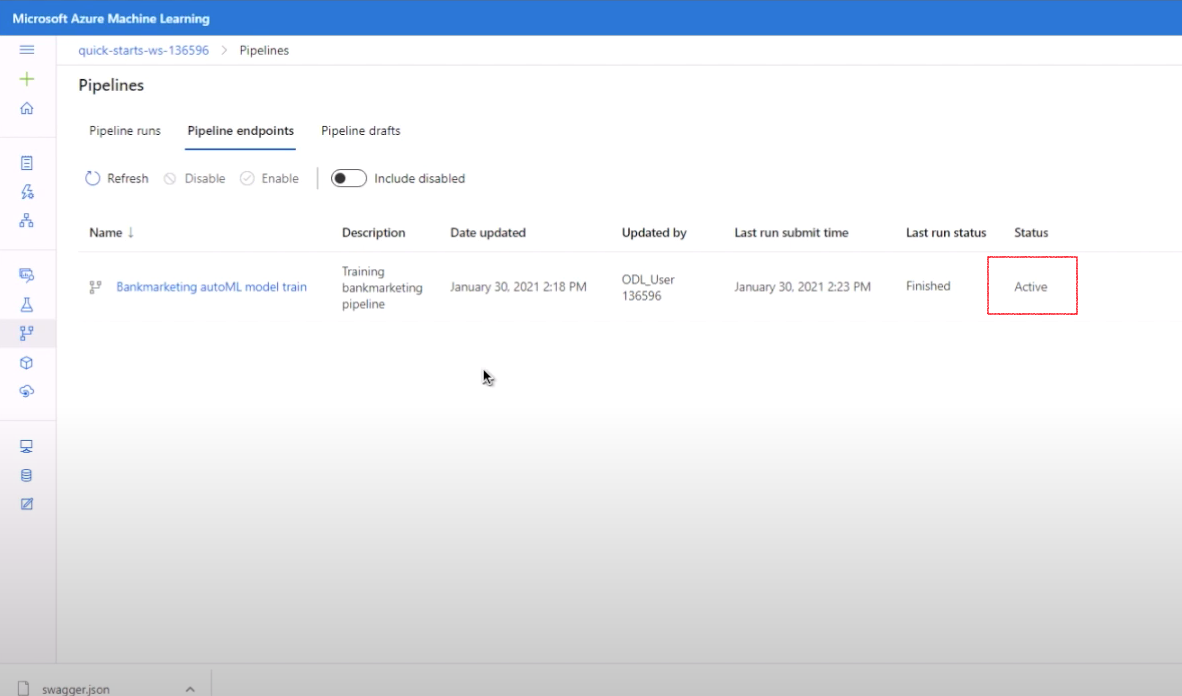 Microsoft Azure Machine Learning
quick-starts-ws-136596 > Pipelines
Pipelines
Pipeline runs Pipeline endpoints Pipeline drafts
Refresh Disable Enable Include disabled
Name ↓ Description Date updated Updated by Last run submit time Last run status Status
Bankmarketing autoML model train Training bankmarketing pipeline January 30, 2021 2:18 PM ODL_User 136596 January 30, 2021 2:23 PM Finished Active
swagger.json